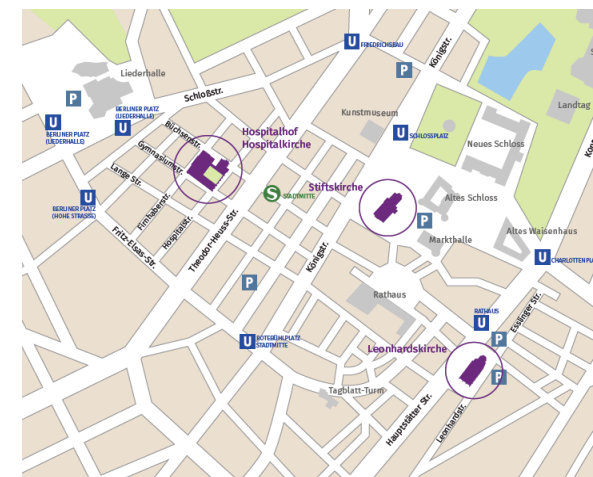 U
FRIEDRICHSBAU
Königstr.
P
Liederhalle
P
Schloßstr.
Kunstmuseum
Landtag
BERLINER PLATZ
(LIEDERHALLE)
U
U
BERLINER PLATZ
(LIEDERHALLE)
Büchsenstr.
Hospitalhof
Hospitalkirche
U
SCHLOSSPLATZ
Neues Schloss
Gymnasiumstr.
Lange Str.
S
STADTMITTE
Stiftskirche
U
BERLINER PLATZ
(HOHE STRASSE)
Firnhaberstr.
Altes Schloss
P
Fritz-Elsas-Str.
Hospitalstr.
Theodor-Heuss-Str.
Königstr.
Markthalle
Altes Waisenhaus
U
P
Rathaus
RATHAUS
U
Esslinger Str.
U
ROTEBÜHLPLATZ
STADTMITTE
Leonhardskirche
P
P
Tagblatt-Turm
Hauptstätter Str.
Leonhardstr.